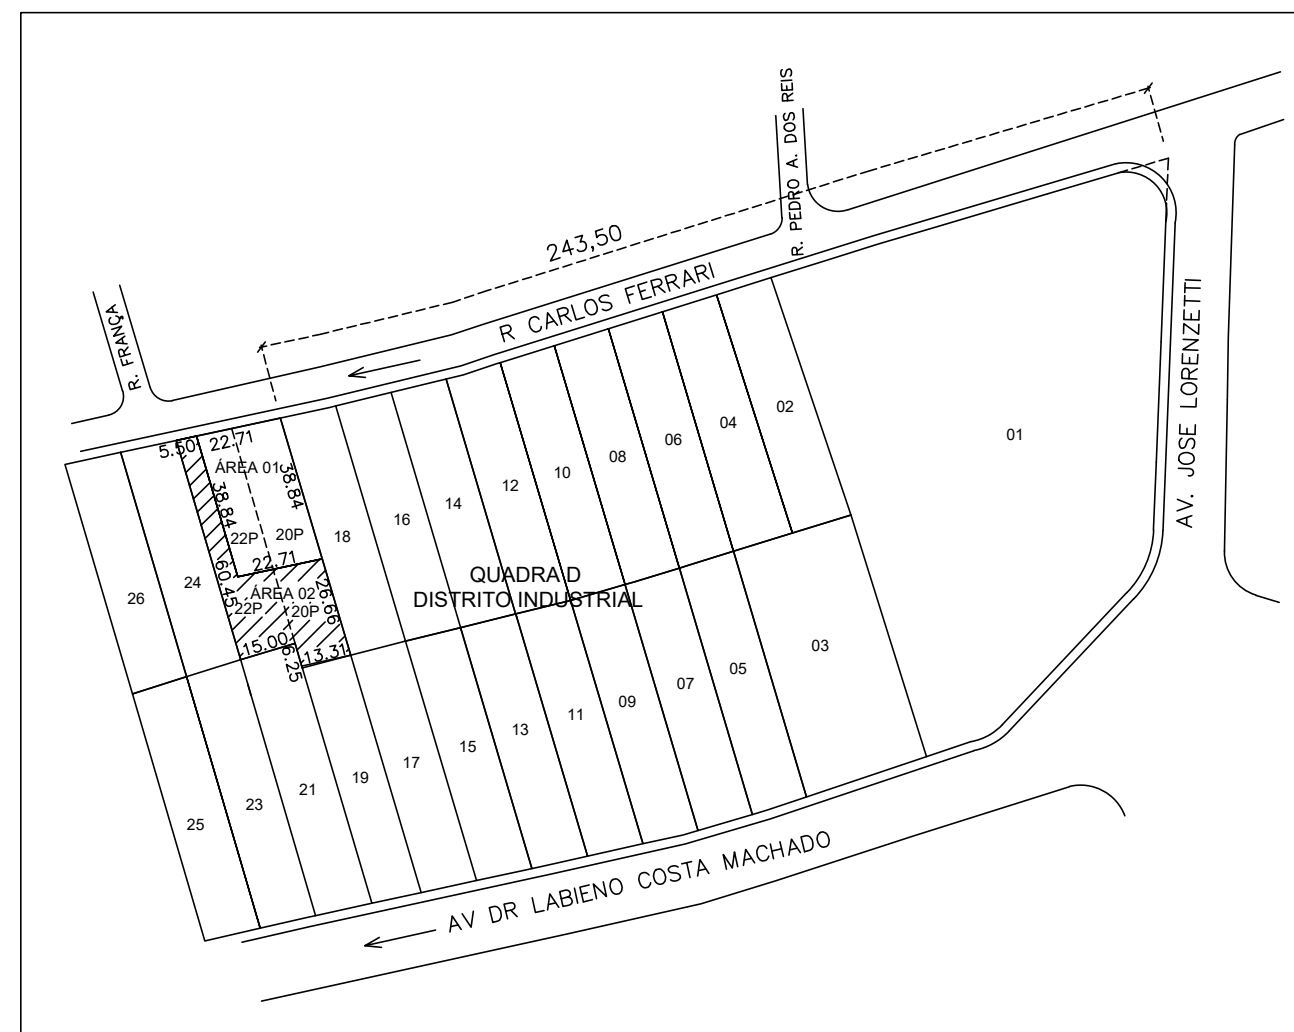 R. PEDRO A. DOS REIS
243,50
R CARLOS FERRARI
R. FRANÇA
AV. JOSE LORENZETTI
5.50
22.71
ÁREA 01
38.84
38.84
22P
20P
22.71
60.45
ÁREA 02
22P
20P
26.66
15.00
6.25
13.31
26
24
18
16
14
12
10
08
06
04
02
01
QUADRA D
DISTRITO INDUSTRIAL
25
23
21
19
17
15
13
11
09
07
05
03
AV DR LABIENO COSTA MACHADO